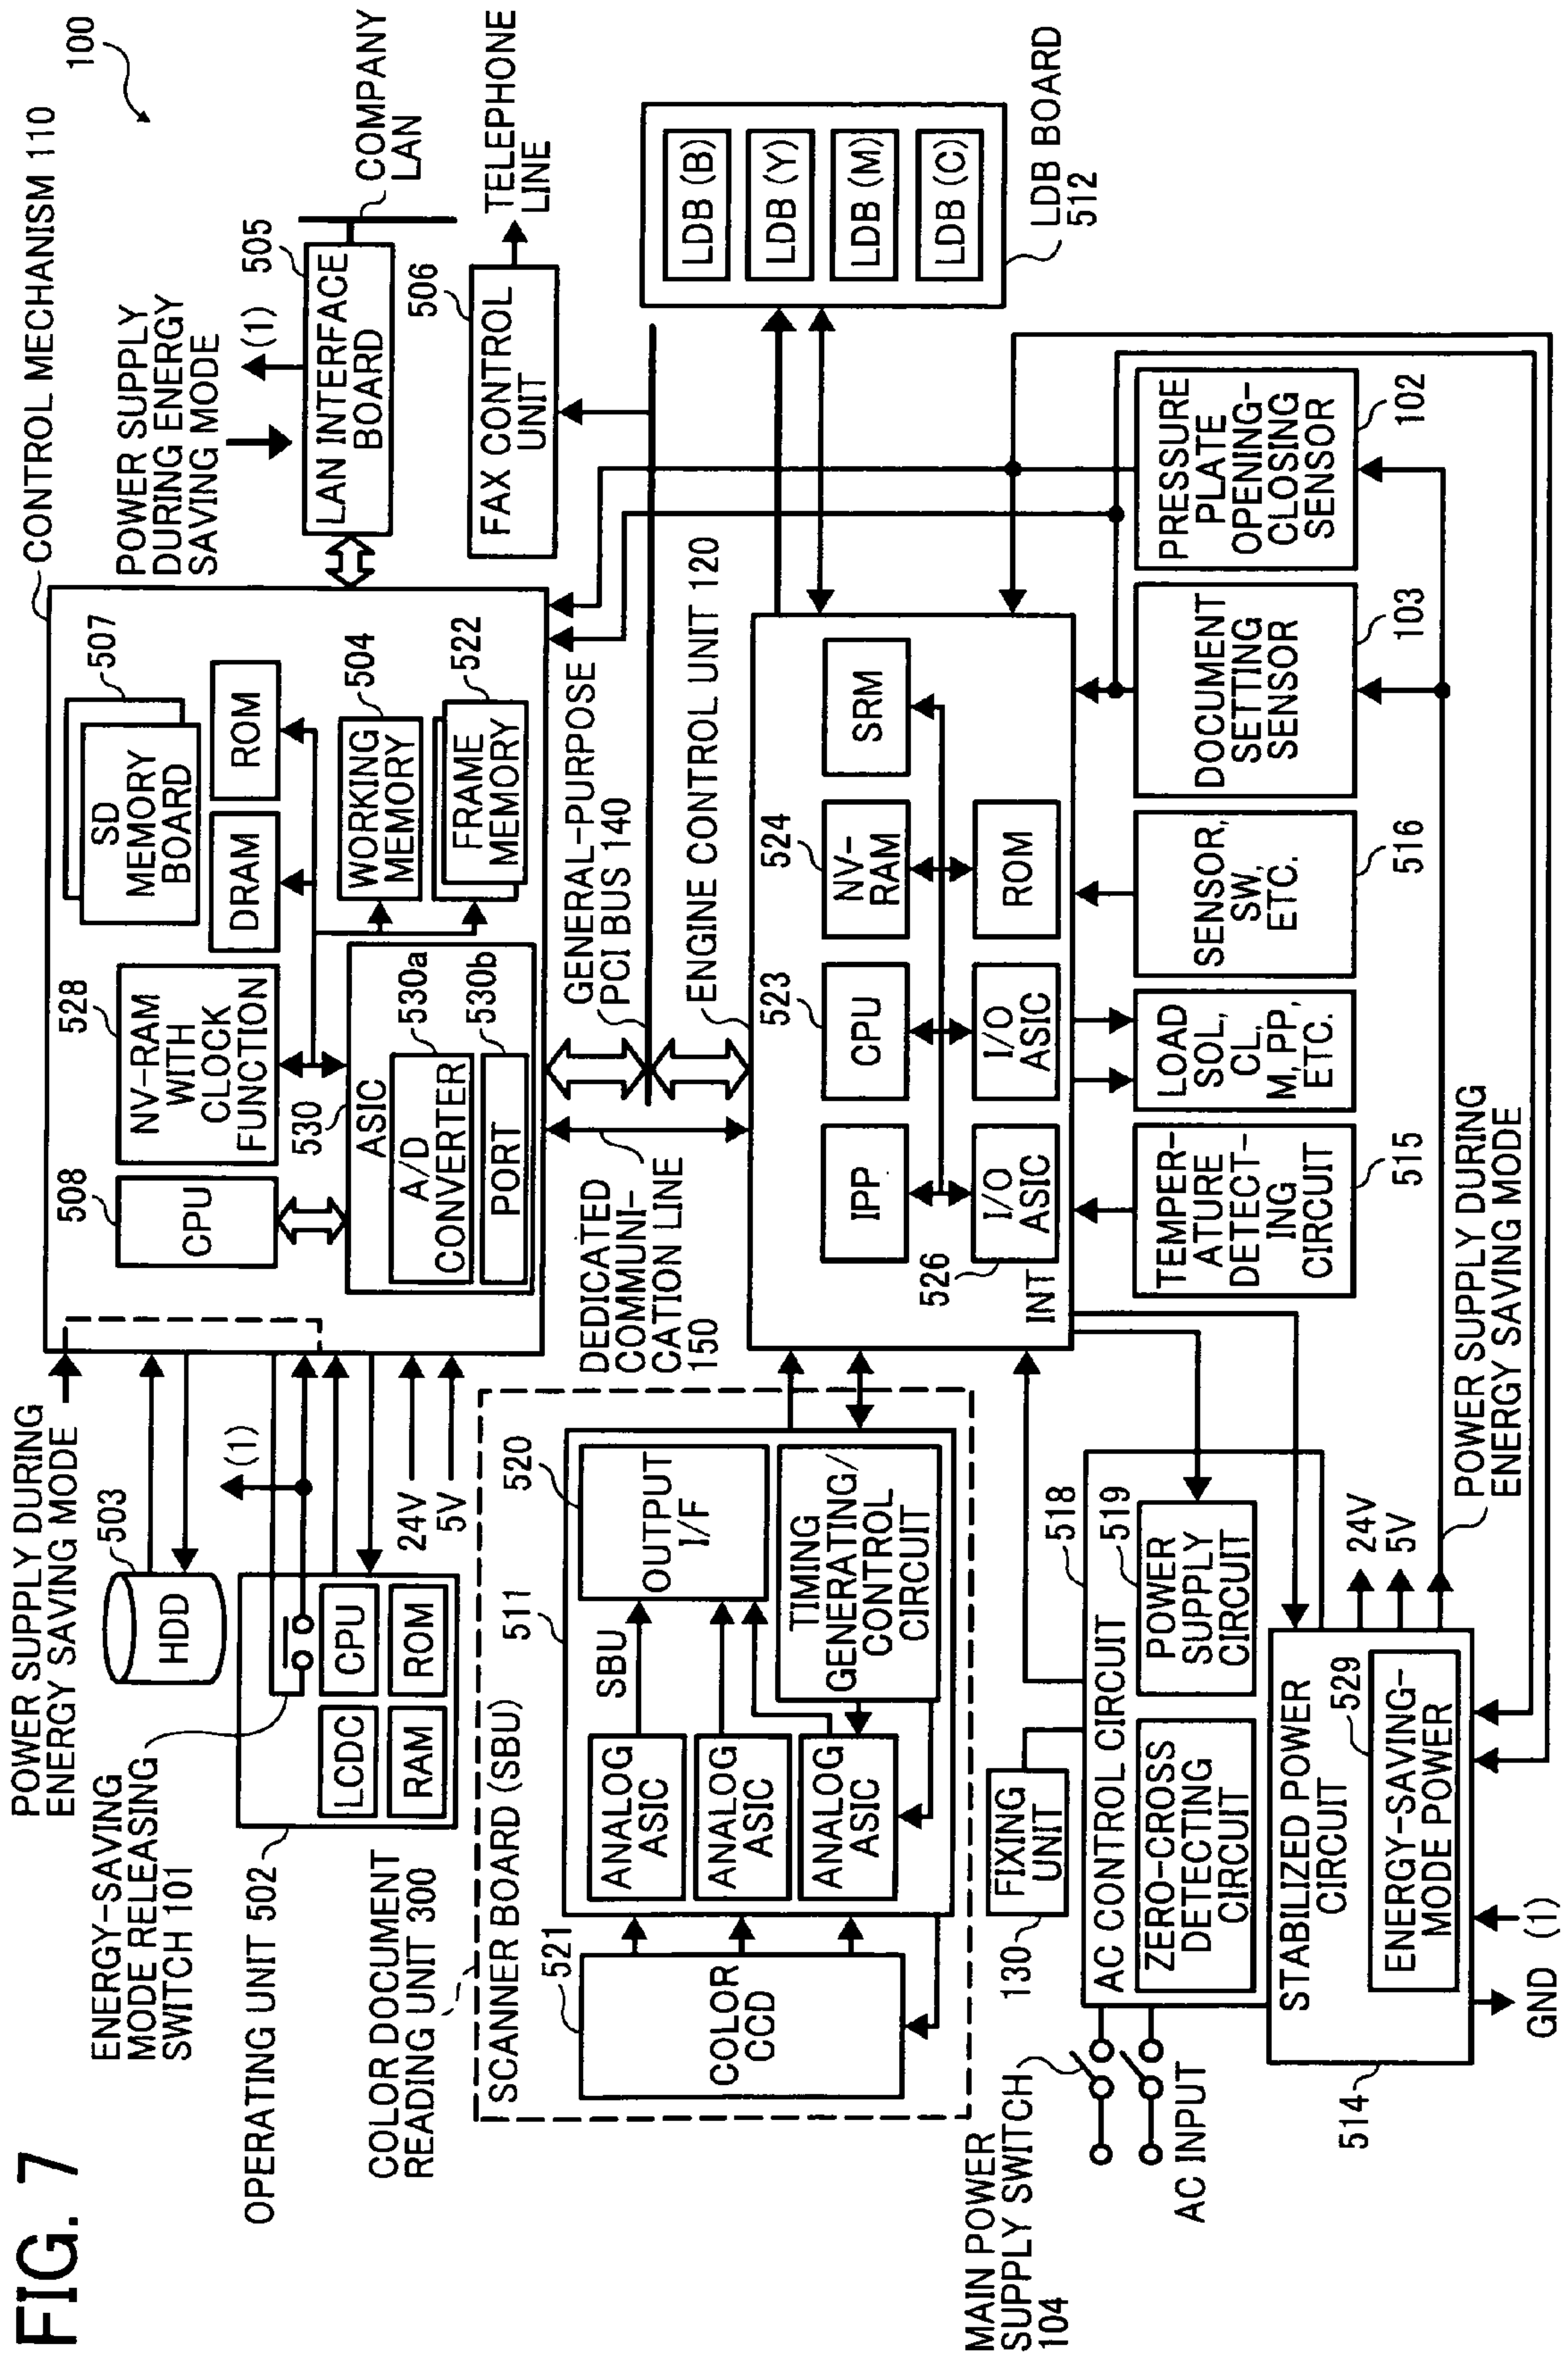 FIG. 7
100
POWER SUPPLY DURING
ENERGY SAVING MODE
ENERGY-SAVING
MODE RELEASING
SWITCH 101
503
HDD
OPERATING UNIT 502
LCDC
CPU
RAM
ROM
(1)
24V
5V
CONTROL MECHANISM 110
508
CPU
528
NV-RAM
WITH
CLOCK
FUNCTION
507
SD
MEMORY
BOARD
DRAM
ROM
530
ASIC
A/D
CONVERTER
530a
PORT
530b
504
WORKING
MEMORY
522
FRAME
MEMORY
POWER SUPPLY
DURING ENERGY
SAVING MODE
(1)
505
LAN INTERFACE
BOARD
COMPANY
LAN
506
FAX CONTROL
UNIT
TELEPHONE
LINE
GENERAL-PURPOSE
PCI BUS 140
DEDICATED
COMMUNI-
CATION LINE
150
COLOR DOCUMENT
READING UNIT 300
SCANNER BOARD (SBU)
521
COLOR
CCD
511
SBU
ANALOG
ASIC
ANALOG
ASIC
ANALOG
ASIC
520
OUTPUT
I/F
TIMING
GENERATING/
CONTROL
CIRCUIT
ENGINE CONTROL UNIT 120
IPP
523
CPU
524
NV-
RAM
SRM
526
I/O
ASIC
I/O
ASIC
ROM
INT
LDB (B)
LDB (Y)
LDB (M)
LDB (C)
LDB BOARD
512
MAIN POWER
SUPPLY SWITCH
104
AC INPUT
130
FIXING
UNIT
518
AC CONTROL CIRCUIT
ZERO-CROSS
DETECTING
CIRCUIT
519
POWER
SUPPLY
CIRCUIT
514
STABILIZED POWER
CIRCUIT
529
ENERGY-SAVING-
MODE POWER
GND
(1)
24V
5V
POWER SUPPLY DURING
ENERGY SAVING MODE
TEMPER-
ATURE
DETECT-
ING
CIRCUIT
515
LOAD
SOL,
CL,
M,PP,
ETC.
SENSOR,
SW,
ETC.
516
DOCUMENT
SETTING
SENSOR
103
PRESSURE
PLATE
OPENING-
CLOSING
SENSOR
102